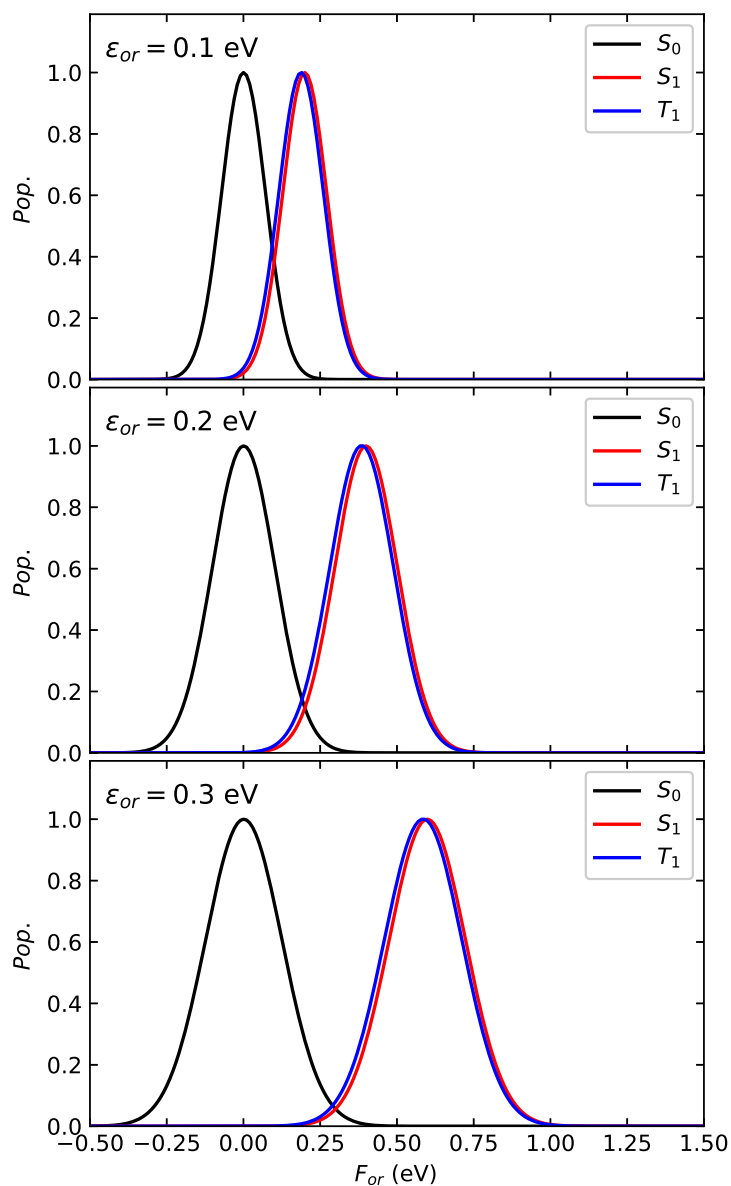 ε_or = 0.1 eV
S_0
S_1
T_1
1.0
0.8
0.6
0.4
0.2
0.0
Pop.
ε_or = 0.2 eV
S_0
S_1
T_1
1.0
0.8
0.6
0.4
0.2
0.0
Pop.
ε_or = 0.3 eV
S_0
S_1
T_1
1.0
0.8
0.6
0.4
0.2
0.0
Pop.
−0.50 −0.25 0.00 0.25 0.50 0.75 1.00 1.25 1.50
F_or (eV)